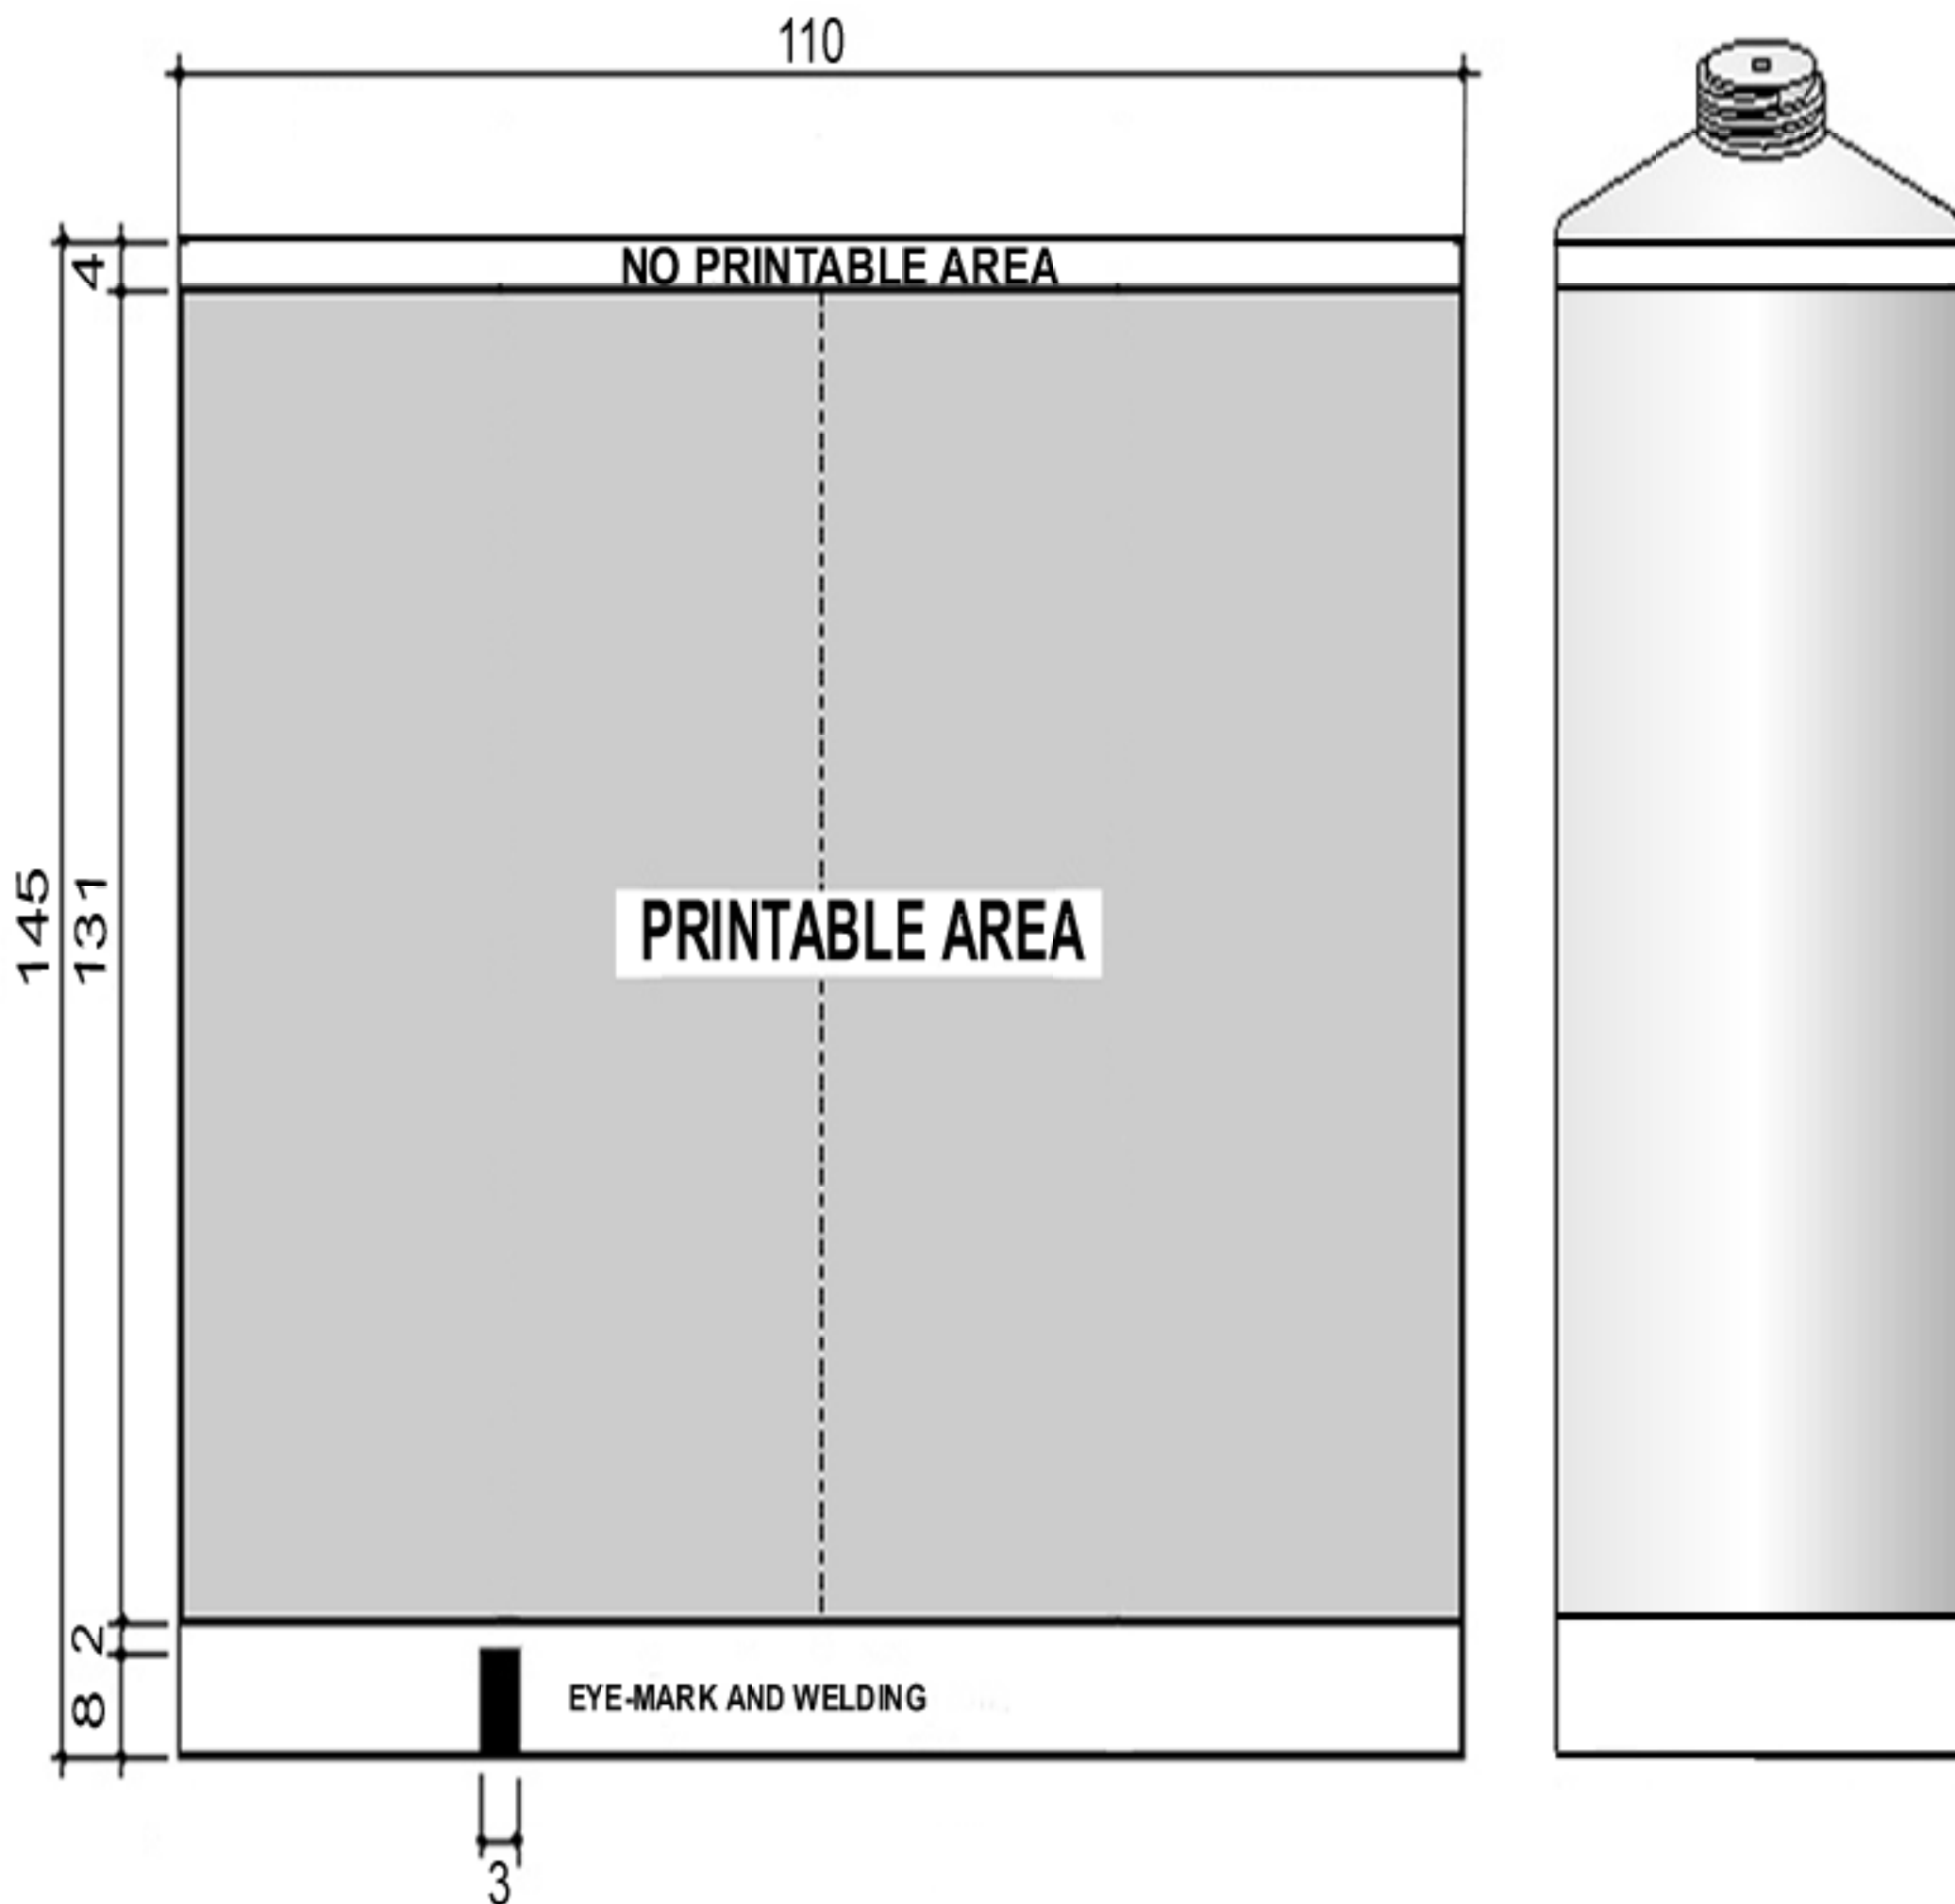 110
4
NO PRINTABLE AREA
145
131
PRINTABLE AREA
2
8
EYE-MARK AND WELDING
3